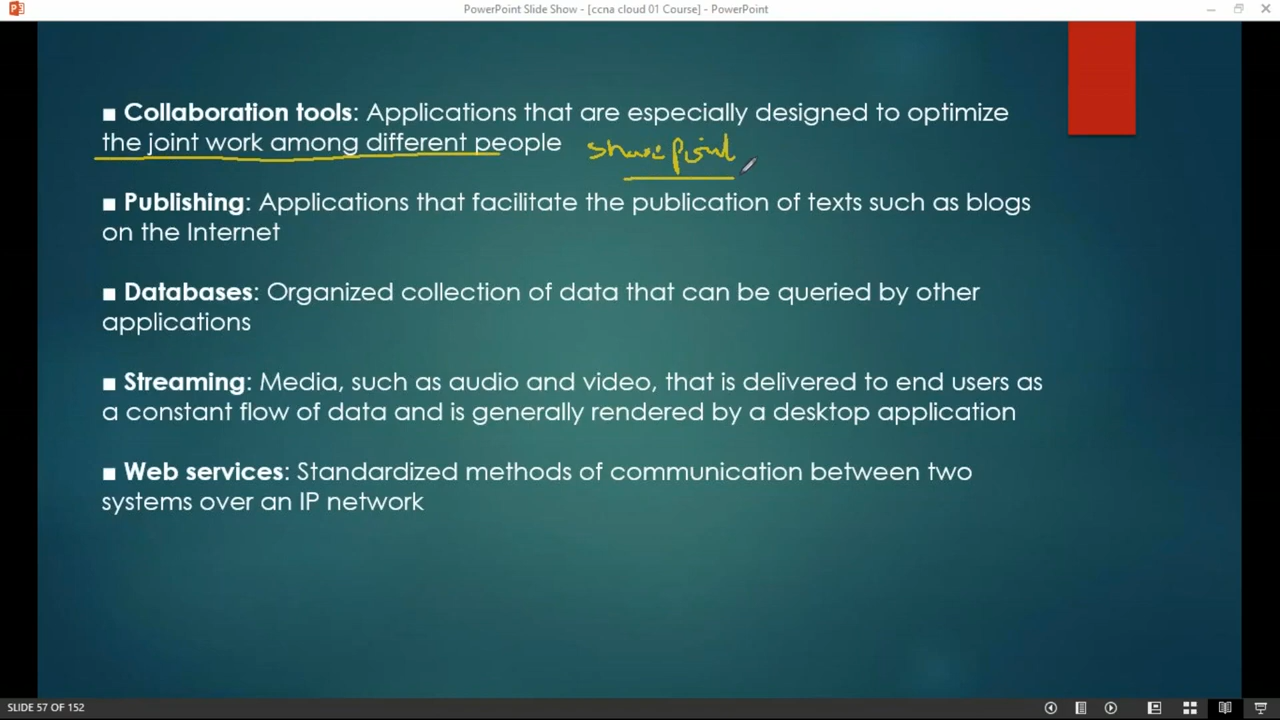 PowerPoint Slide Show - [ccna cloud 01 Course] - PowerPoint
■ Collaboration tools: Applications that are especially designed to optimize
the joint work among different people sharepoint
■ Publishing: Applications that facilitate the publication of texts such as blogs
on the Internet
■ Databases: Organized collection of data that can be queried by other
applications
■ Streaming: Media, such as audio and video, that is delivered to end users as
a constant flow of data and is generally rendered by a desktop application
■ Web services: Standardized methods of communication between two
systems over an IP network
SLIDE 57 OF 152